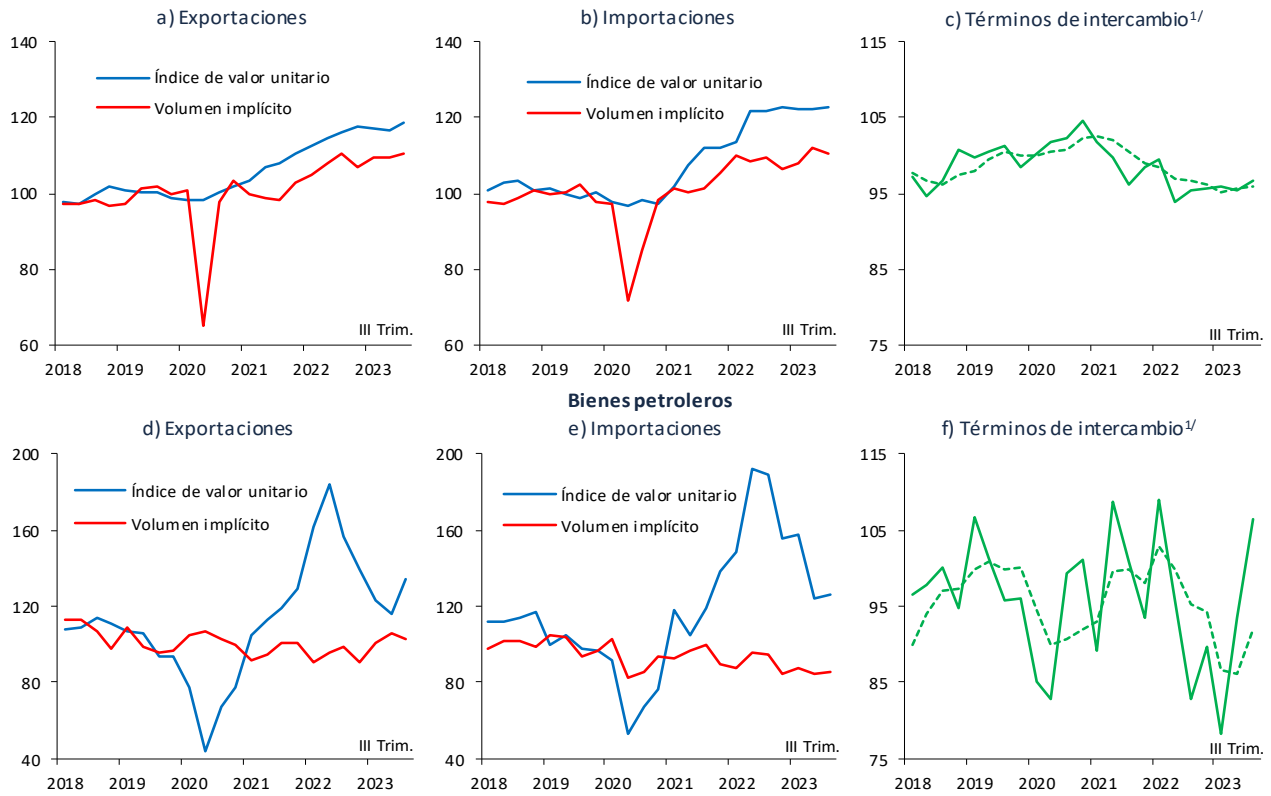 a) Exportaciones
140
120
100
80
60
Índice de valor unitario
Volumen implícito
III Trim.
2018 2019 2020 2021 2022 2023
b) Importaciones
140
120
100
80
60
Índice de valor unitario
Volumen implícito
III Trim.
2018 2019 2020 2021 2022 2023
c) Términos de intercambio1/
115
105
95
85
75
III Trim.
2018 2019 2020 2021 2022 2023
Bienes petroleros
d) Exportaciones
200
160
120
80
40
Índice de valor unitario
Volumen implícito
III Trim.
2018 2019 2020 2021 2022 2023
e) Importaciones
200
160
120
80
40
Índice de valor unitario
Volumen implícito
III Trim.
2018 2019 2020 2021 2022 2023
f) Términos de intercambio1/
115
105
95
85
75
III Trim.
2018 2019 2020 2021 2022 2023